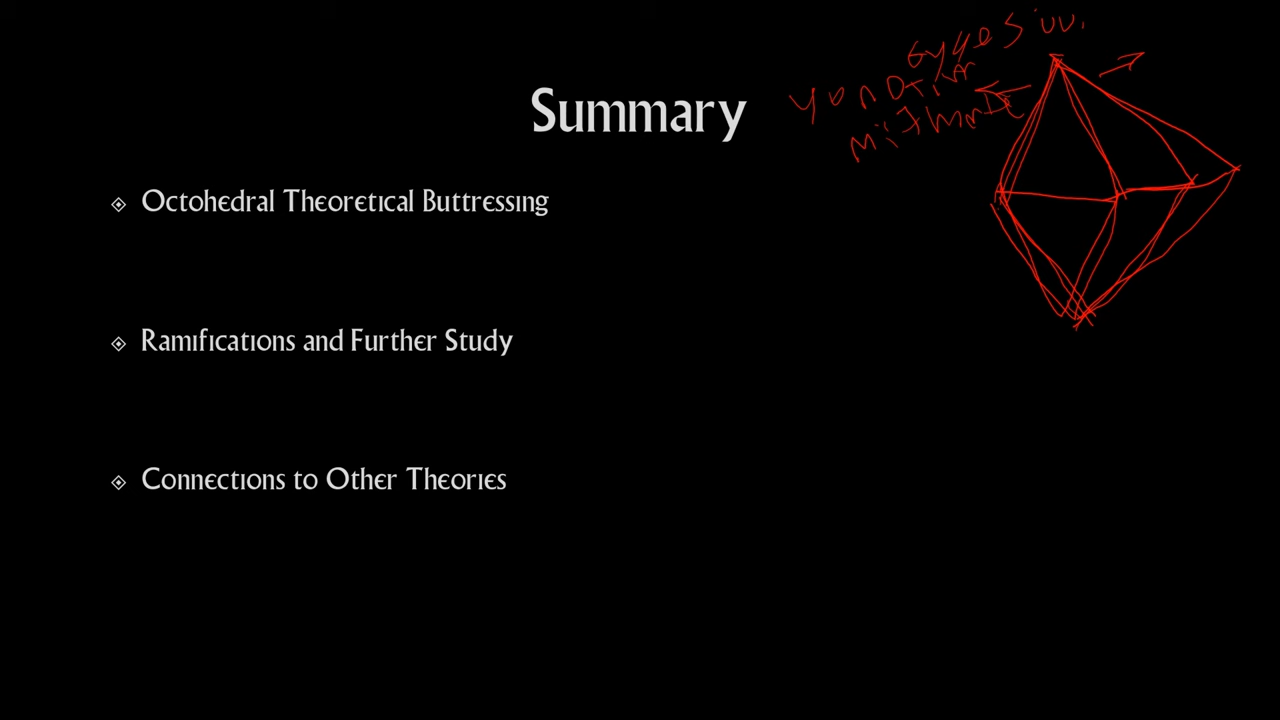 Summary
Octohedral Theoretical Buttressing
Ramifications and Further Study
Connections to Other Theories